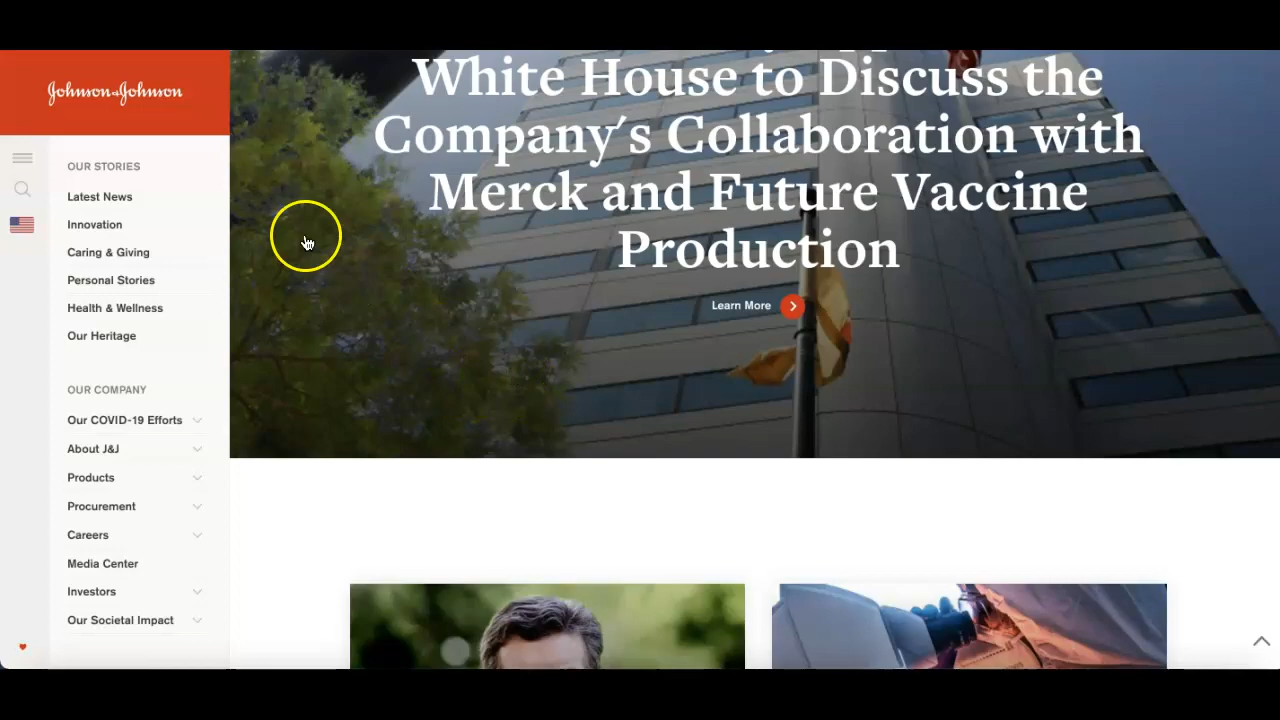 Johnson&Johnson
OUR STORIES
Latest News
Innovation
Caring & Giving
Personal Stories
Health & Wellness
Our Heritage
OUR COMPANY
Our COVID-19 Efforts
About J&J
Products
Procurement
Careers
Media Center
Investors
Our Societal Impact
White House to Discuss the
Company's Collaboration with
Merck and Future Vaccine
Production
Learn More